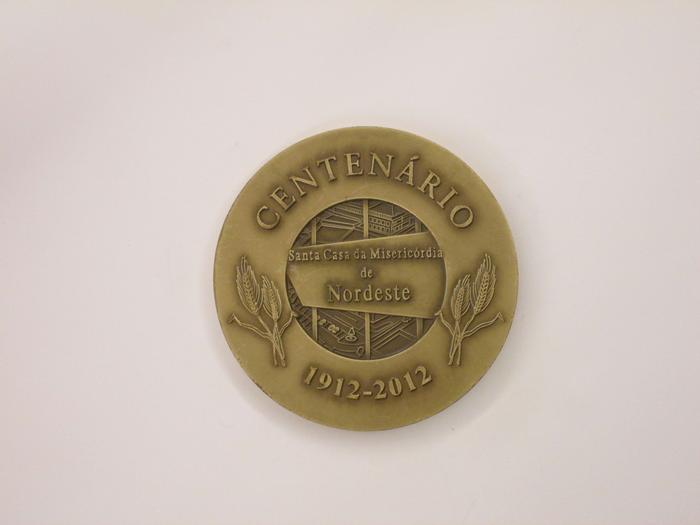 CENTENÁRIO
Santa Casa da Misericórdia
de
Nordeste
1912-2012